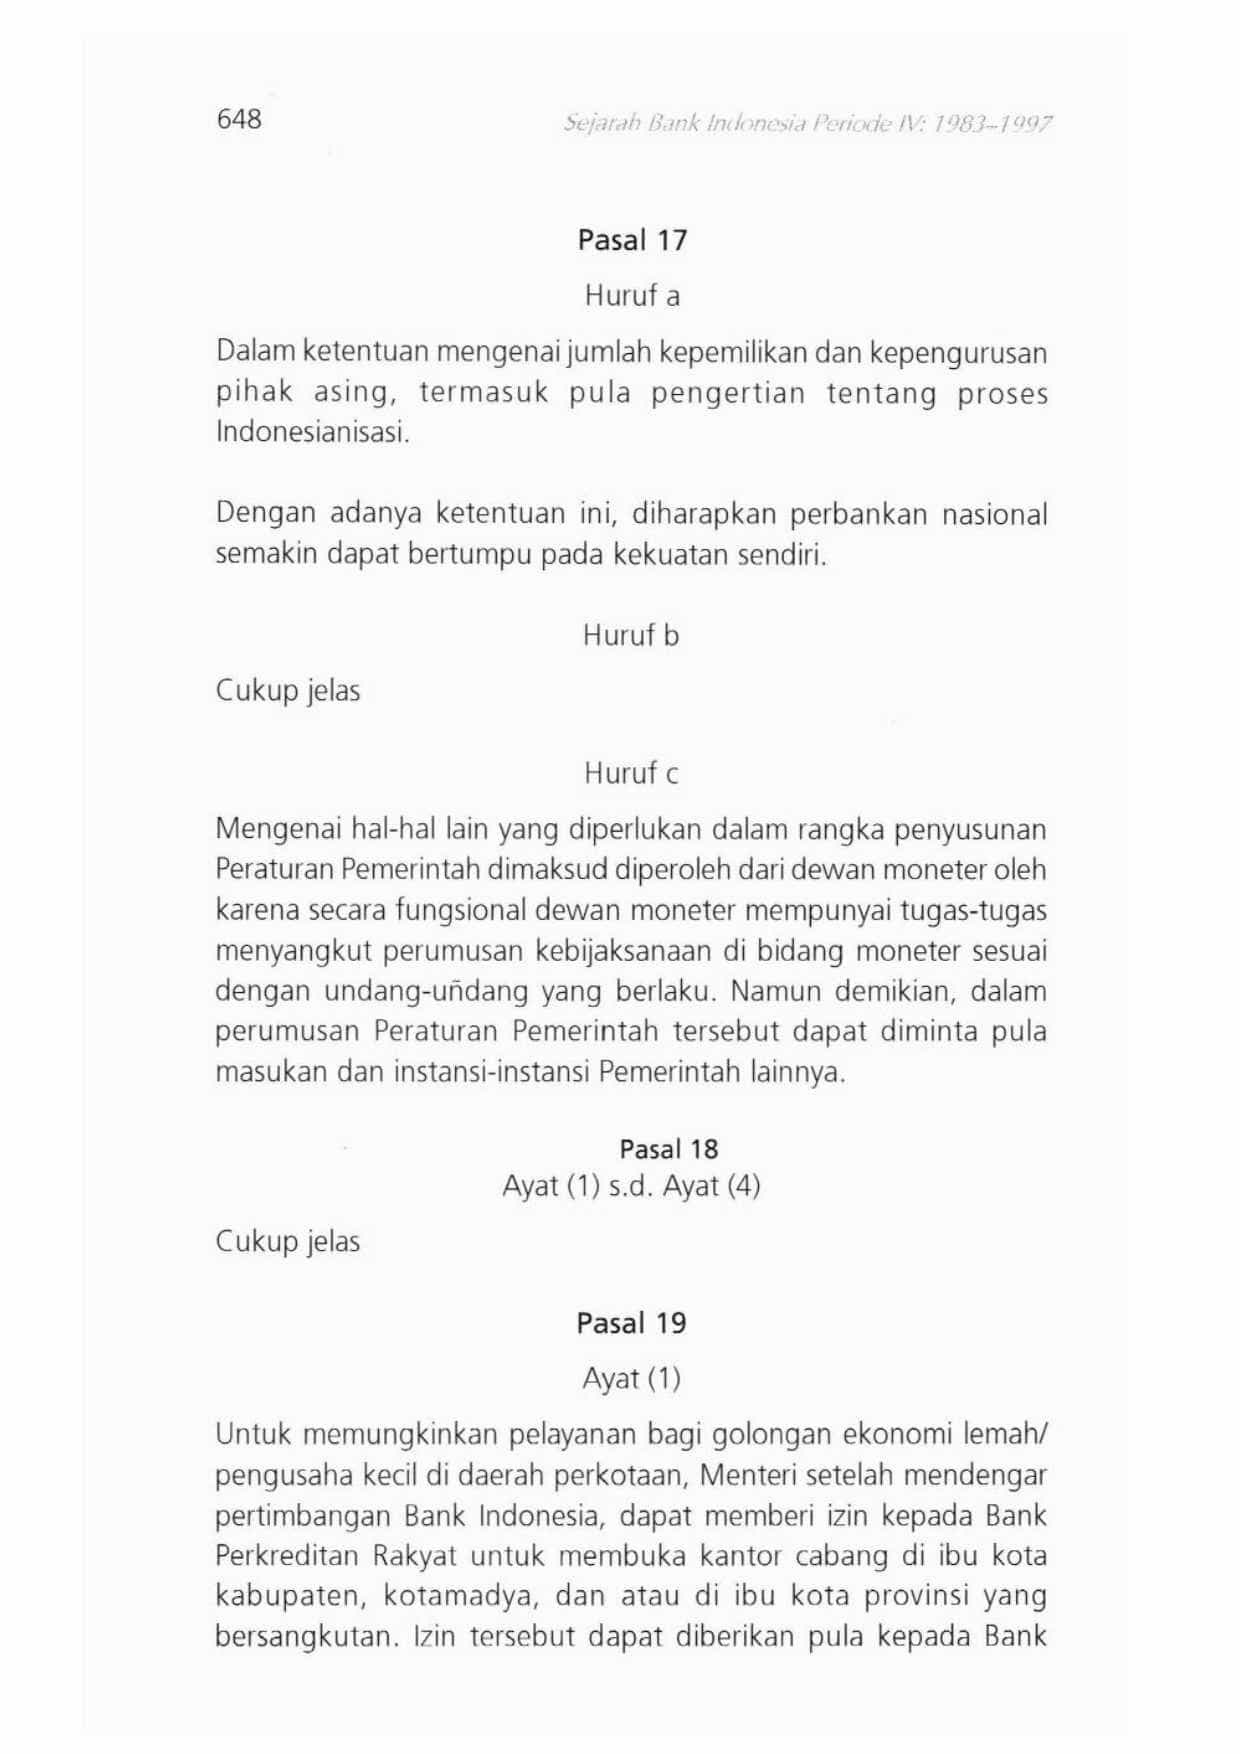 648
Sejarah Bank Indonesia Periode IV: 1983–1997
Pasal 17
Huruf a
Dalam ketentuan mengenai jumlah kepemilikan dan kepengurusan
pihak asing, termasuk pula pengertian tentang proses
Indonesianisasi.
Dengan adanya ketentuan ini, diharapkan perbankan nasional
semakin dapat bertumpu pada kekuatan sendiri.
Huruf b
Cukup jelas
Huruf c
Mengenai hal-hal lain yang diperlukan dalam rangka penyusunan
Peraturan Pemerintah dimaksud diperoleh dari dewan moneter oleh
karena secara fungsional dewan moneter mempunyai tugas-tugas
menyangkut perumusan kebijaksanaan di bidang moneter sesuai
dengan undang-undang yang berlaku. Namun demikian, dalam
perumusan Peraturan Pemerintah tersebut dapat diminta pula
masukan dan instansi-instansi Pemerintah lainnya.
Pasal 18
Ayat (1) s.d. Ayat (4)
Cukup jelas
Pasal 19
Ayat (1)
Untuk memungkinkan pelayanan bagi golongan ekonomi lemah/
pengusaha kecil di daerah perkotaan, Menteri setelah mendengar
pertimbangan Bank Indonesia, dapat memberi izin kepada Bank
Perkreditan Rakyat untuk membuka kantor cabang di ibu kota
kabupaten, kotamadya, dan atau di ibu kota provinsi yang
bersangkutan. Izin tersebut dapat diberikan pula kepada Bank